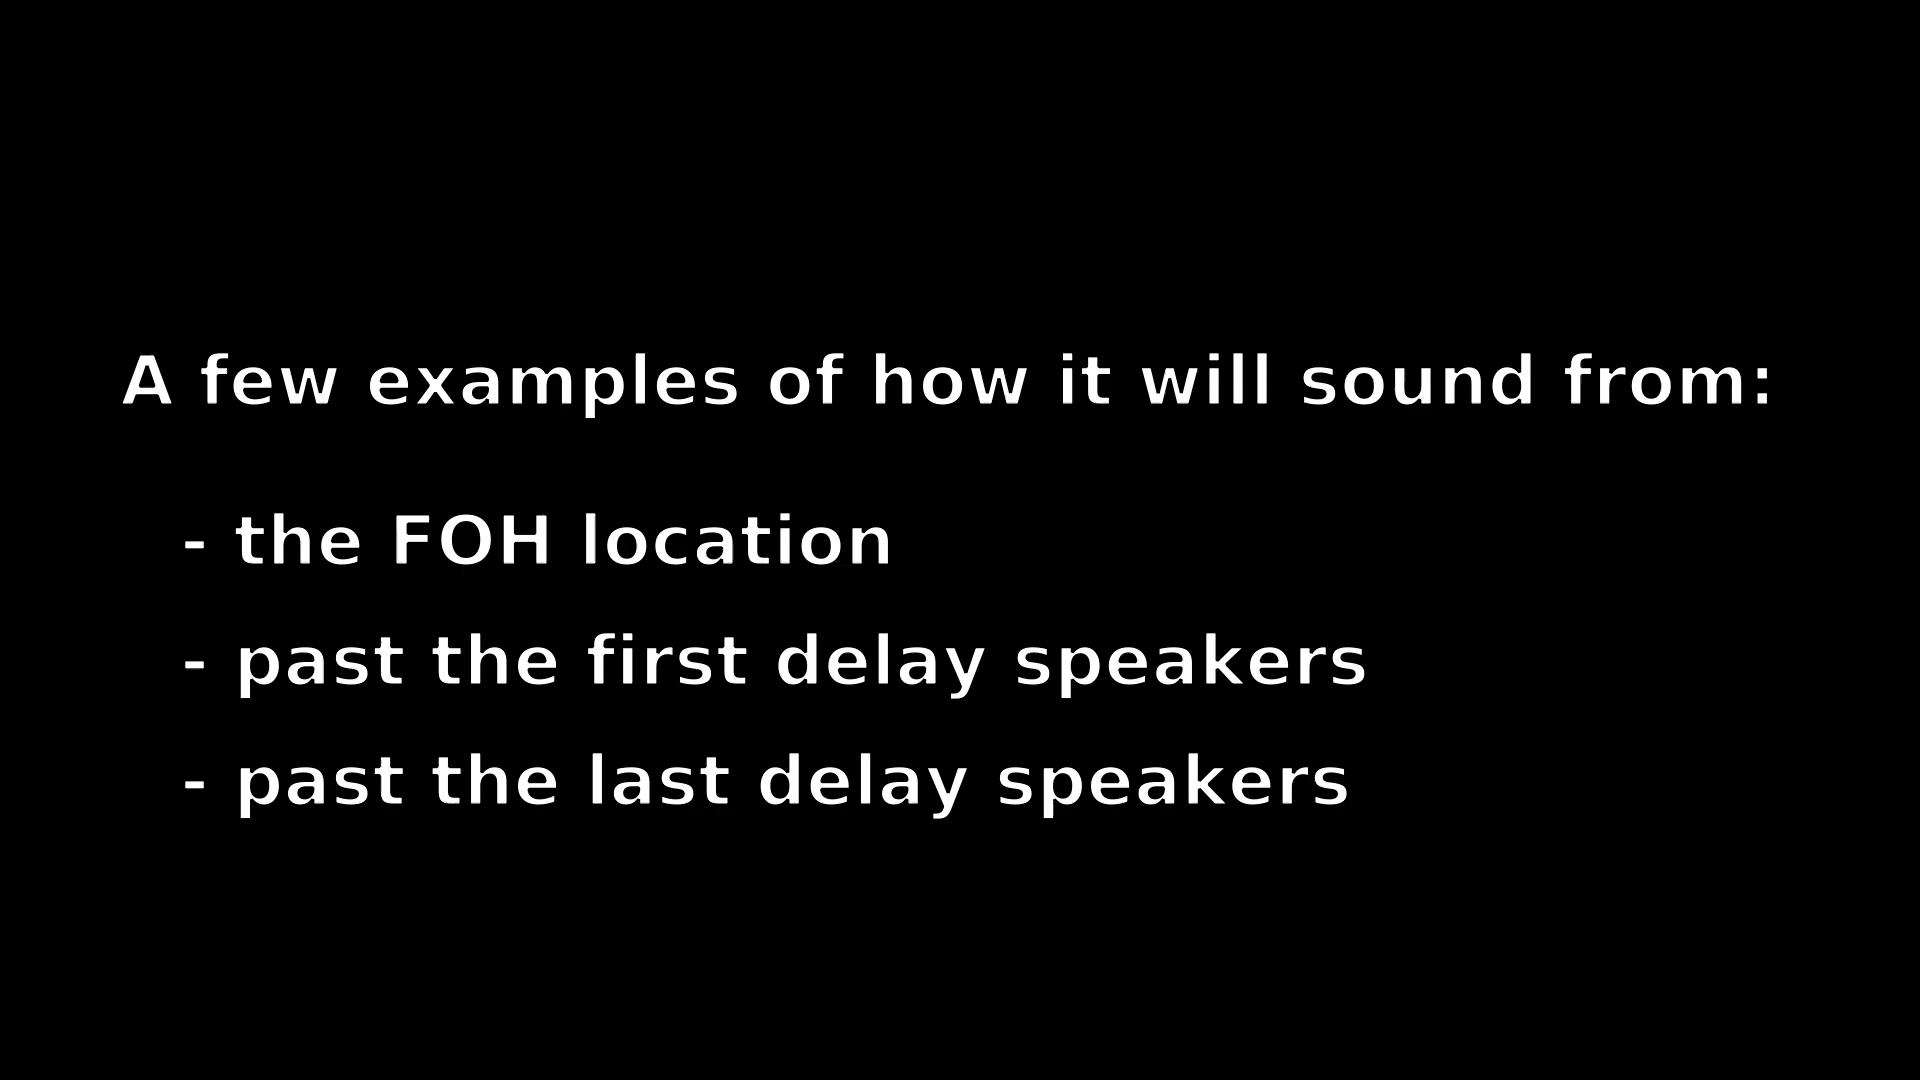 A few examples of how it will sound from:
- the FOH location
- past the first delay speakers
- past the last delay speakers